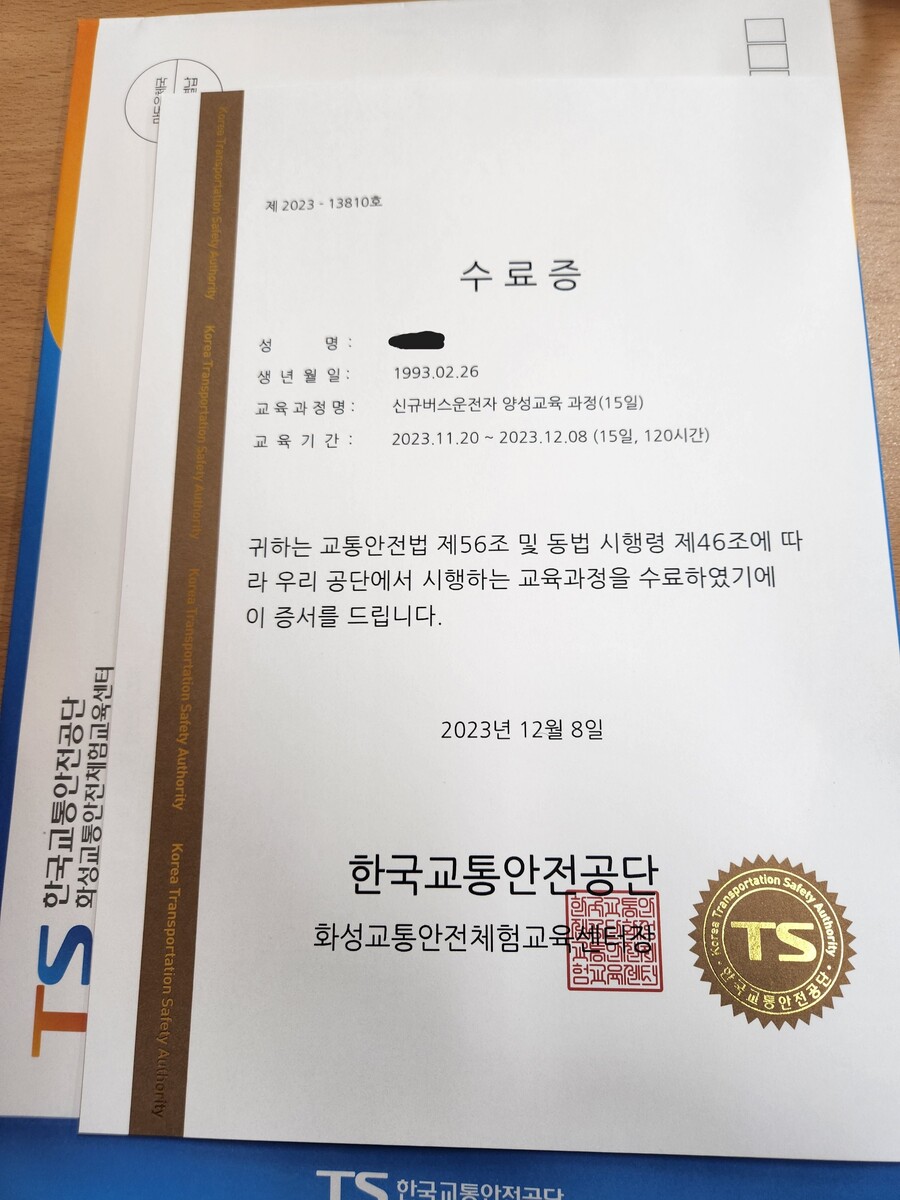 제 2023 - 13810호
수료증
성 명 :
생년월일 : 1993.02.26
교육과정명 : 신규버스운전자 양성교육 과정(15일)
교육기간 : 2023.11.20 ~ 2023.12.08 (15일, 120시간)
귀하는 교통안전법 제56조 및 동법 시행령 제46조에 따
라 우리 공단에서 시행하는 교육과정을 수료하였기에
이 증서를 드립니다.
2023년 12월 8일
한국교통안전공단
화성교통안전체험교육센터장
Korea Transportation Safety Authority
TS
한국교통안전공단
Korea Transportation Safety Authority
Korea Transportation Safety Authority
Korea Transportation Safety Authority
Korea Transportation Safety Authority
TS
한국교통안전공단
화성교통안전체험교육센터
TS 한국교통안전공단